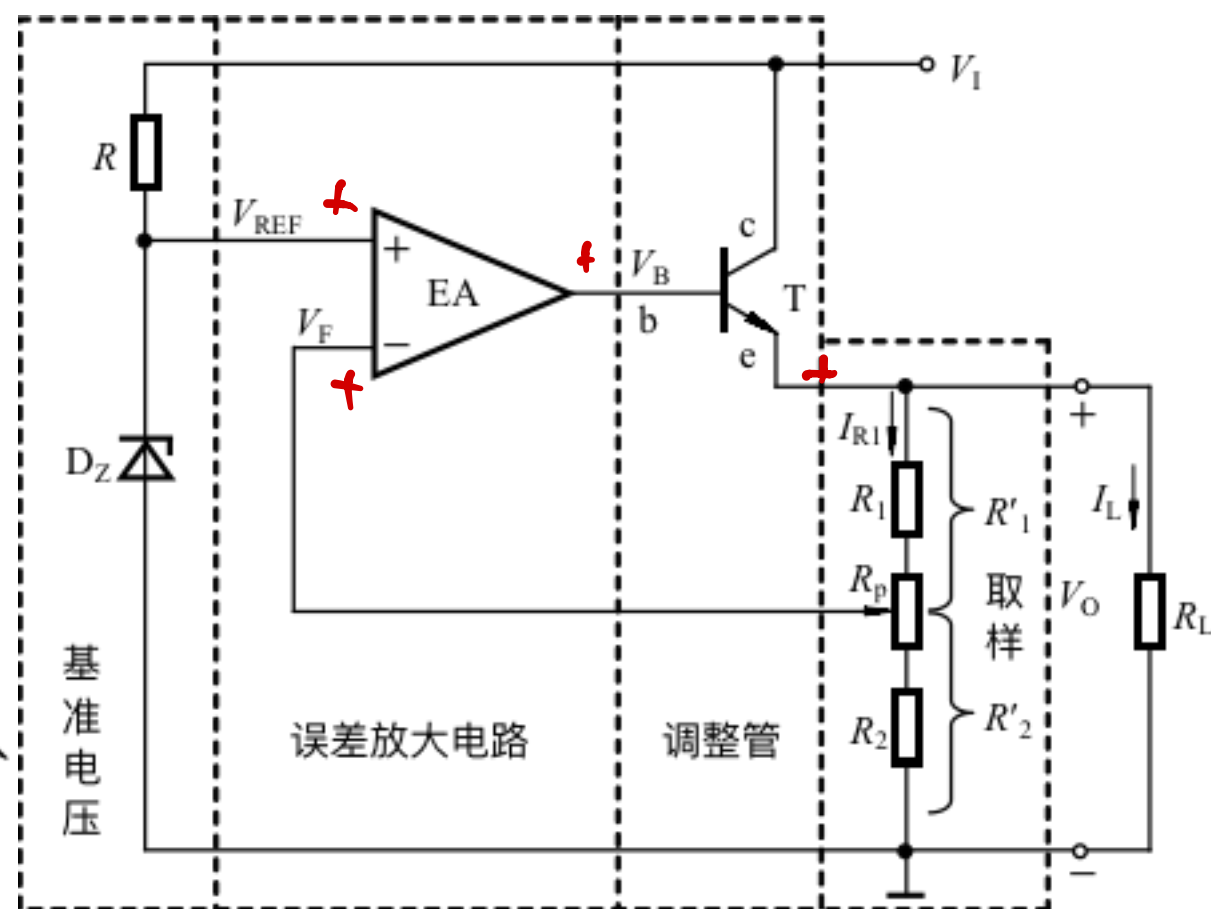 V_I
R
V_REF
+
+
EA
+
V_B
b
c
T
e
V_F
−
+
+
D_Z
+
I_R1
R_1
R'_1
I_L
R_p
取样
V_O
R_L
R_2
R'_2
−
基准电压
误差放大电路
调整管